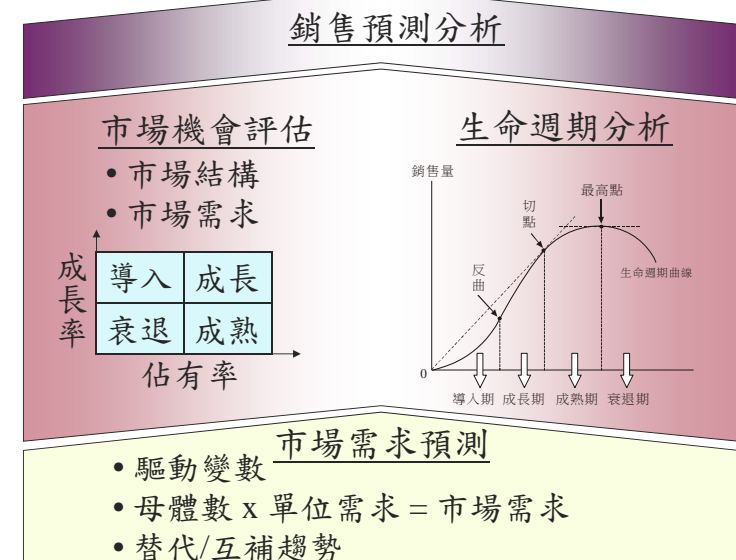 銷售預測分析
市場機會評估
• 市場結構
• 市場需求
成長率
導入 成長
衰退 成熟
佔有率
生命週期分析
銷售量
最高點
切點
反曲
生命週期曲線
0
導入期 成長期 成熟期 衰退期
市場需求預測
• 驅動變數
• 母體數 x 單位需求 = 市場需求
• 替代/互補趨勢